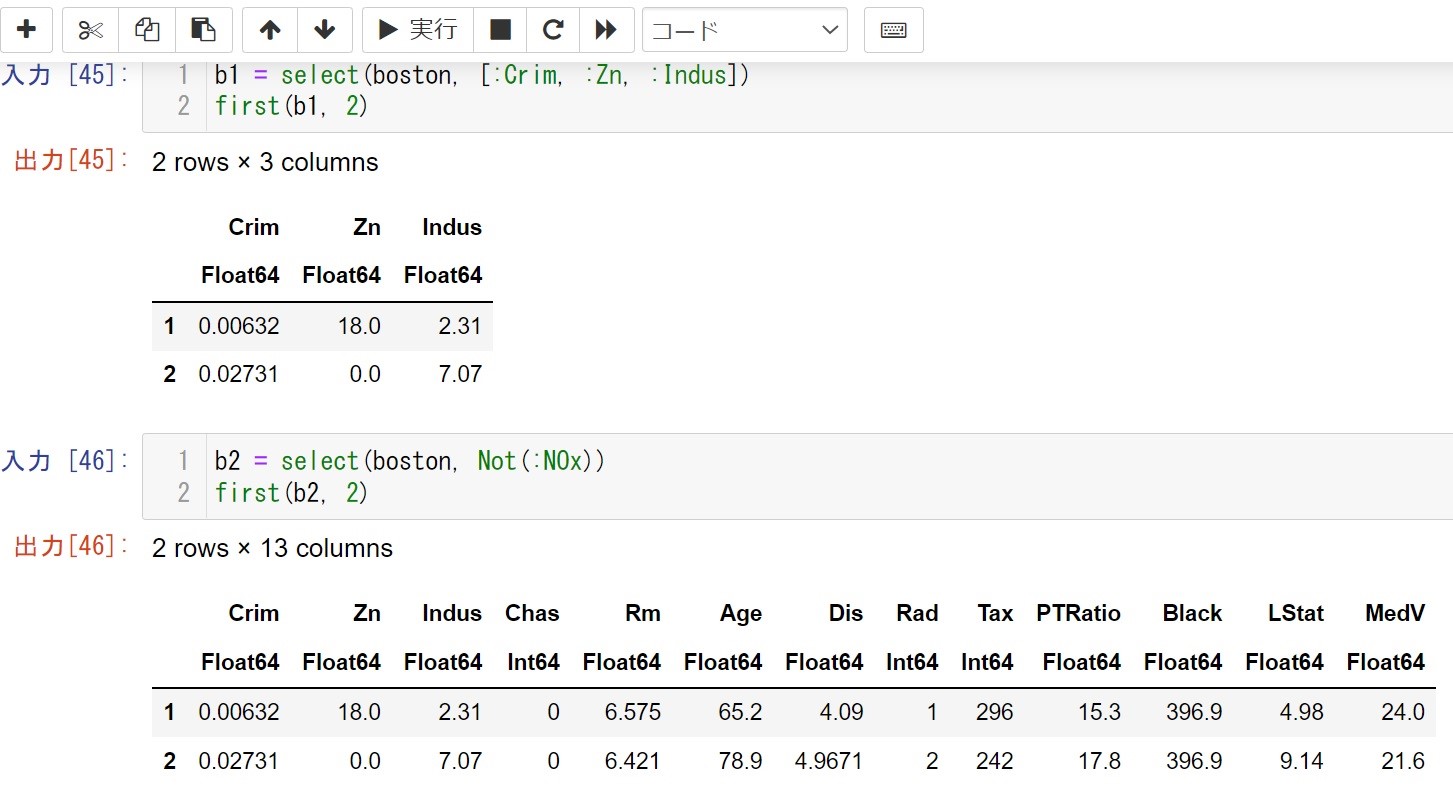 実行 コード
入力 [45]: 1 b1 = select(boston, [:Crim, :Zn, :Indus])
2 first(b1, 2)
出力[45]: 2 rows × 3 columns
Crim Zn Indus
Float64 Float64 Float64
1 0.00632 18.0 2.31
2 0.02731 0.0 7.07
入力 [46]: 1 b2 = select(boston, Not(:NOx))
2 first(b2, 2)
出力[46]: 2 rows × 13 columns
Crim Zn Indus Chas Rm Age Dis Rad Tax PTRatio Black LStat MedV
Float64 Float64 Float64 Int64 Float64 Float64 Float64 Int64 Int64 Float64 Float64 Float64 Float64
1 0.00632 18.0 2.31 0 6.575 65.2 4.09 1 296 15.3 396.9 4.98 24.0
2 0.02731 0.0 7.07 0 6.421 78.9 4.9671 2 242 17.8 396.9 9.14 21.6